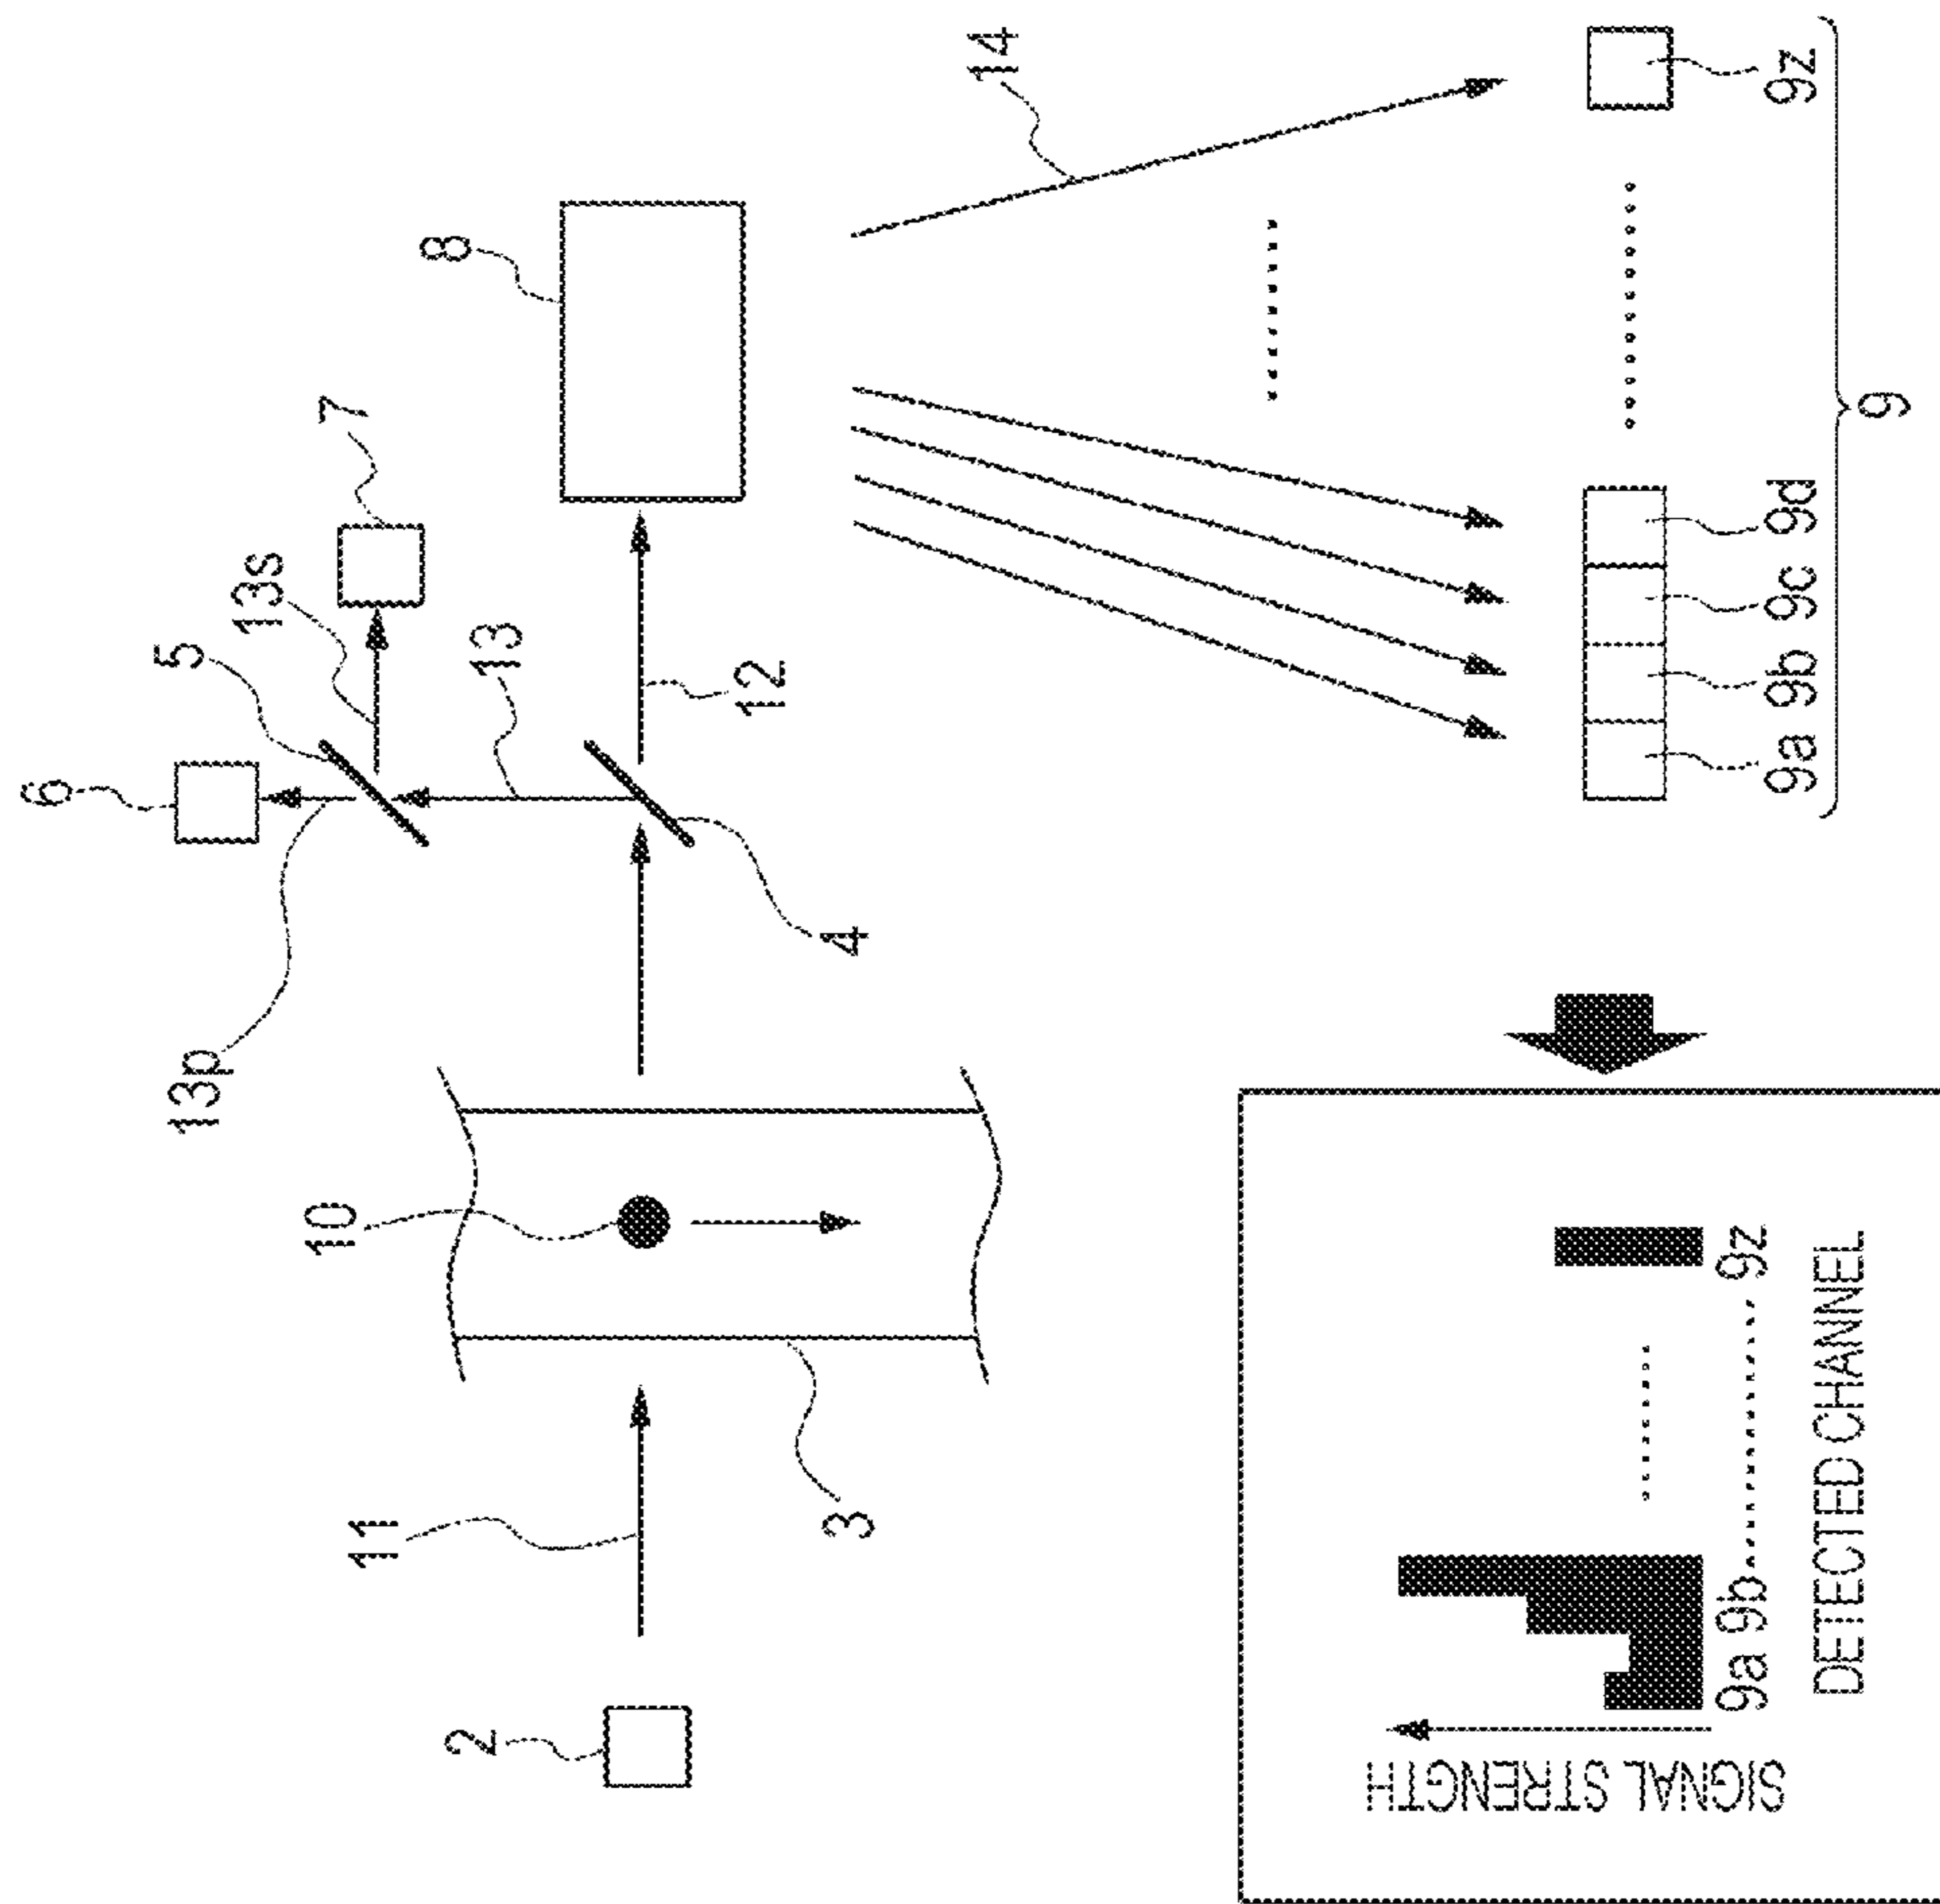 6
5
13s
7
8
14
13p
13
12
4
10
11
3
2
9a 9b 9c 9d 9z
9
SIGNAL STRENGTH
9a 9b 9z
DETECTED CHANNEL